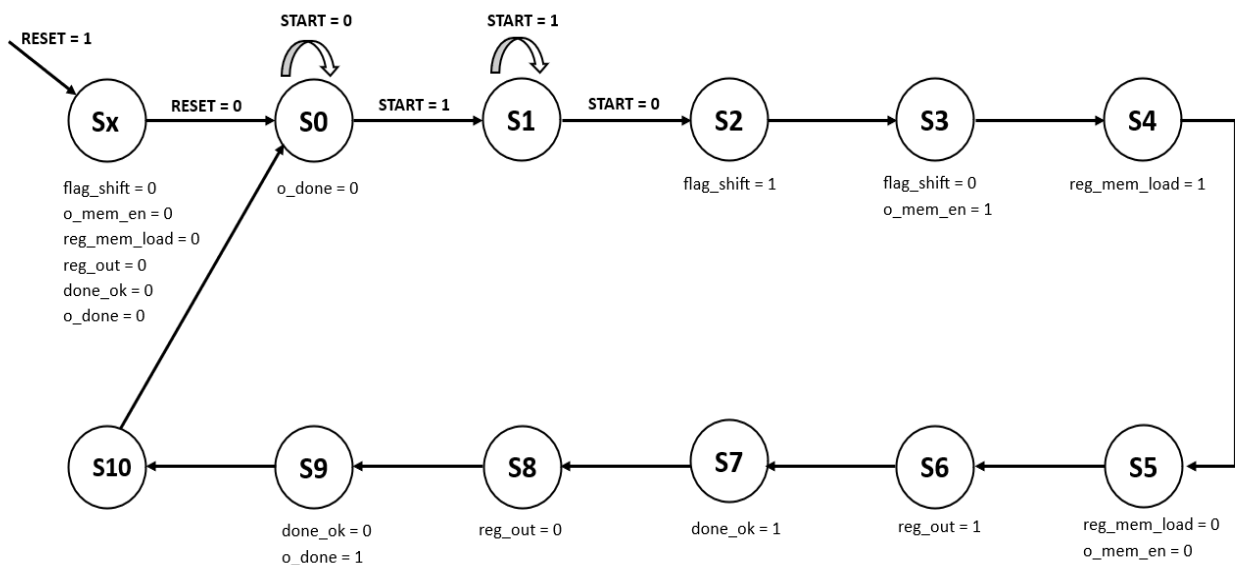 START = 0
START = 1
RESET = 1
RESET = 0
START = 1
START = 0
Sx
S0
S1
S2
S3
S4
flag_shift = 0
o_mem_en = 0
reg_mem_load = 0
reg_out = 0
done_ok = 0
o_done = 0
o_done = 0
flag_shift = 1
flag_shift = 0
o_mem_en = 1
reg_mem_load = 1
S10
S9
S8
S7
S6
S5
done_ok = 0
o_done = 1
reg_out = 0
done_ok = 1
reg_out = 1
reg_mem_load = 0
o_mem_en = 0